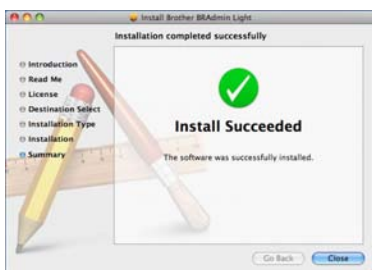 Install Brother BRAdmin Light
Installation completed successfully
Introduction
Read Me
License
Destination Select
Installation Type
Installation
Summary
Install Succeeded
The software was successfully installed.
Go Back
Close